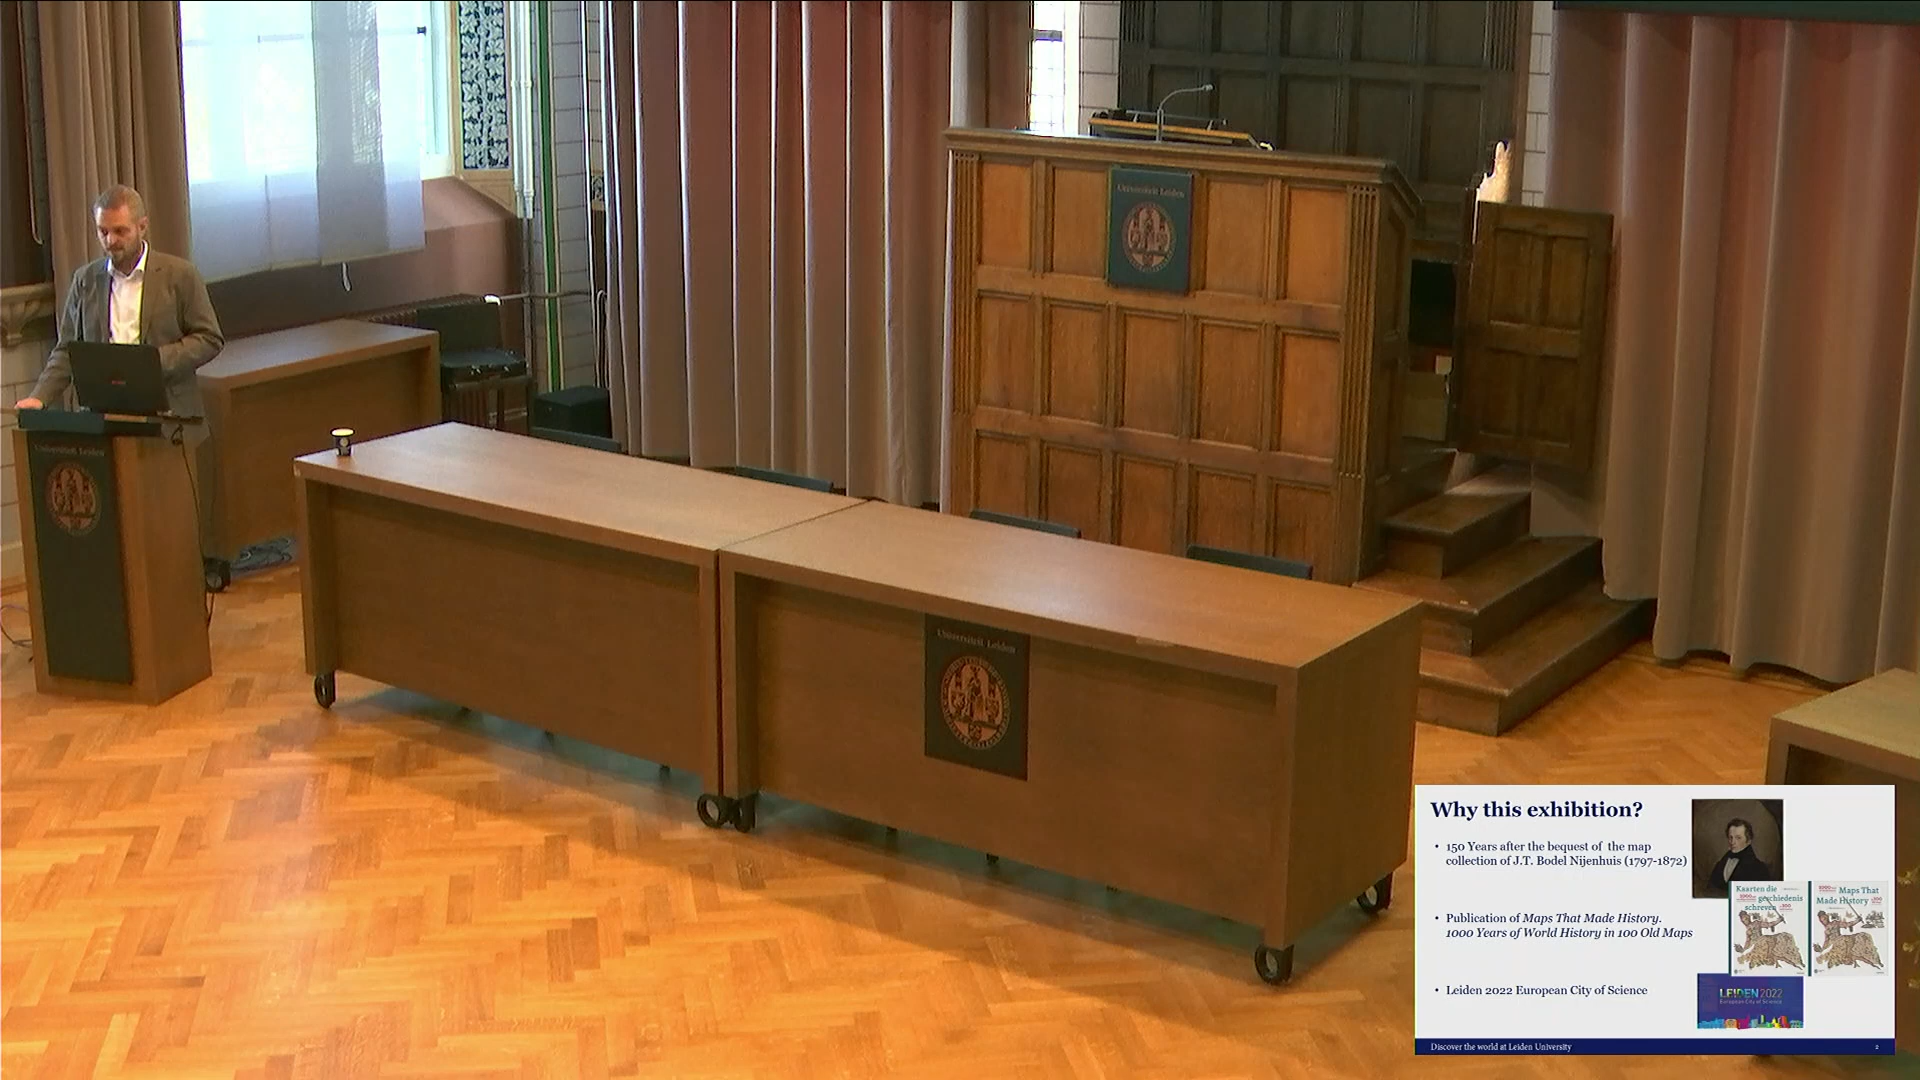 Universiteit Leiden
Universiteit Leiden
Universiteit Leiden
Why this exhibition?
• 150 Years after the bequest of the map
collection of J.T. Bodel Nijenhuis (1797-1872)
Kaarten die
geschiedenis
schreven
Maps That
Made History
• Publication of Maps That Made History.
1000 Years of World History in 100 Old Maps
• Leiden 2022 European City of Science
LEIDEN 2022
European City of Science
Discover the world at Leiden University
2